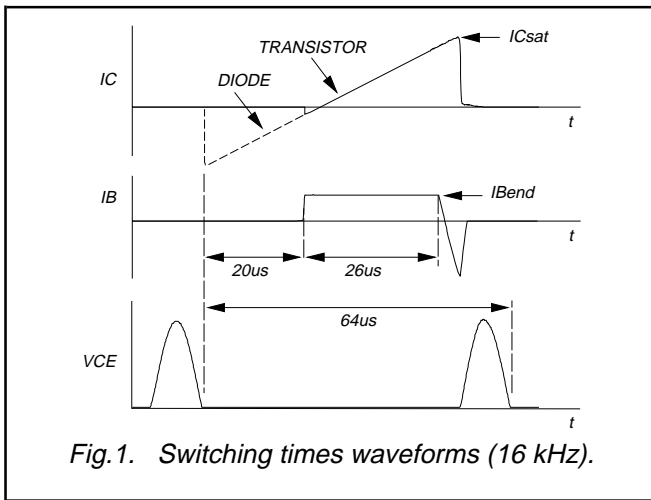 ICsat
TRANSISTOR
IC
DIODE
t
IB
IBend
t
20us
26us
64us
VCE
t
Fig.1. Switching times waveforms (16 kHz).